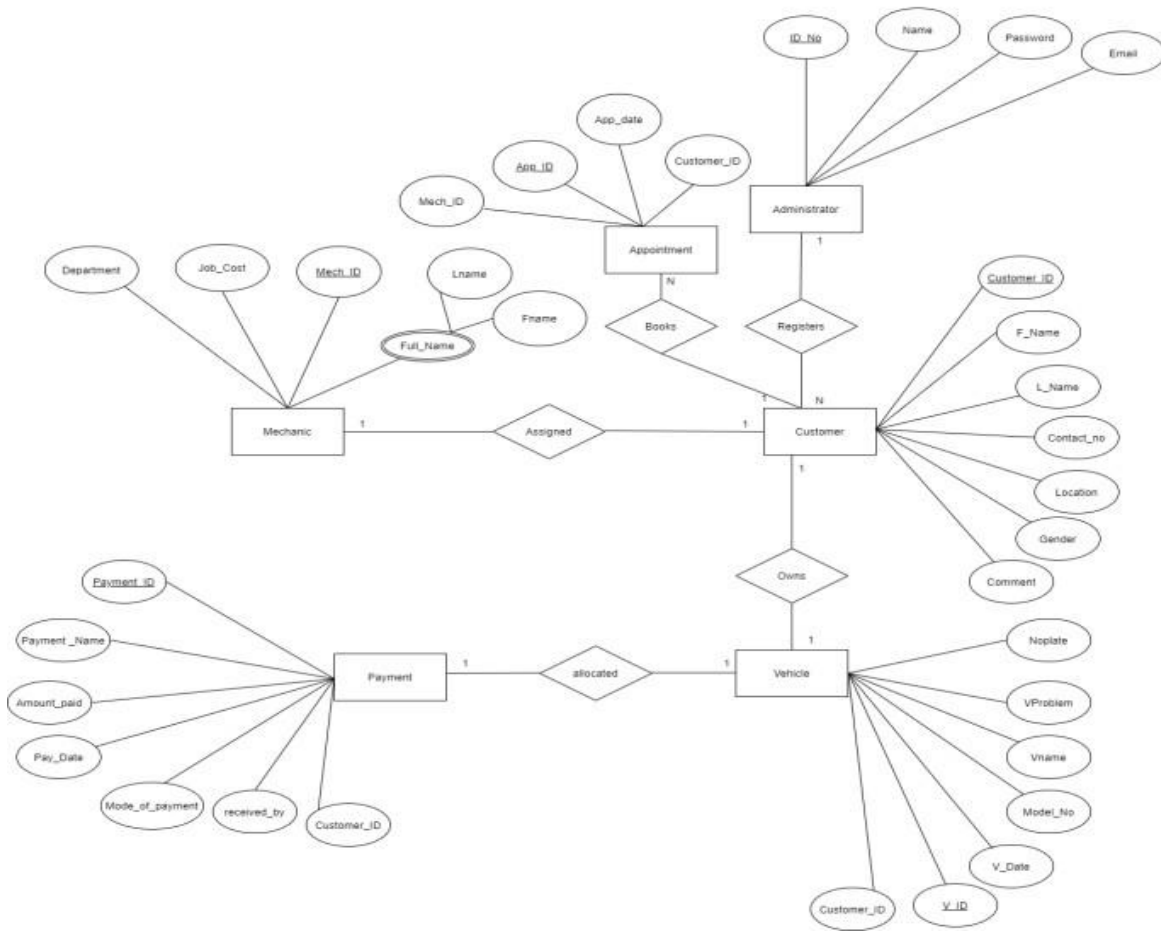 ID_No
Name
Password
Email
App_date
App_ID
Customer_ID
Mech_ID
Administrator
1
Appointment
N
Department
Job_Cost
Mech_ID
Lname
Fname
Full_Name
Books
Registers
Customer_ID
F_Name
L_Name
Contact_no
Location
Gender
Comment
1
N
Mechanic
1
Assigned
1
Customer
1
Owns
1
Payment_ID
Payment _Name
Amount_paid
Pay_Date
Mode_of_payment
received_by
Customer_ID
Payment
1
allocated
1
Vehicle
Noplate
VProblem
Vname
Model_No
V_Date
V_ID
Customer_ID